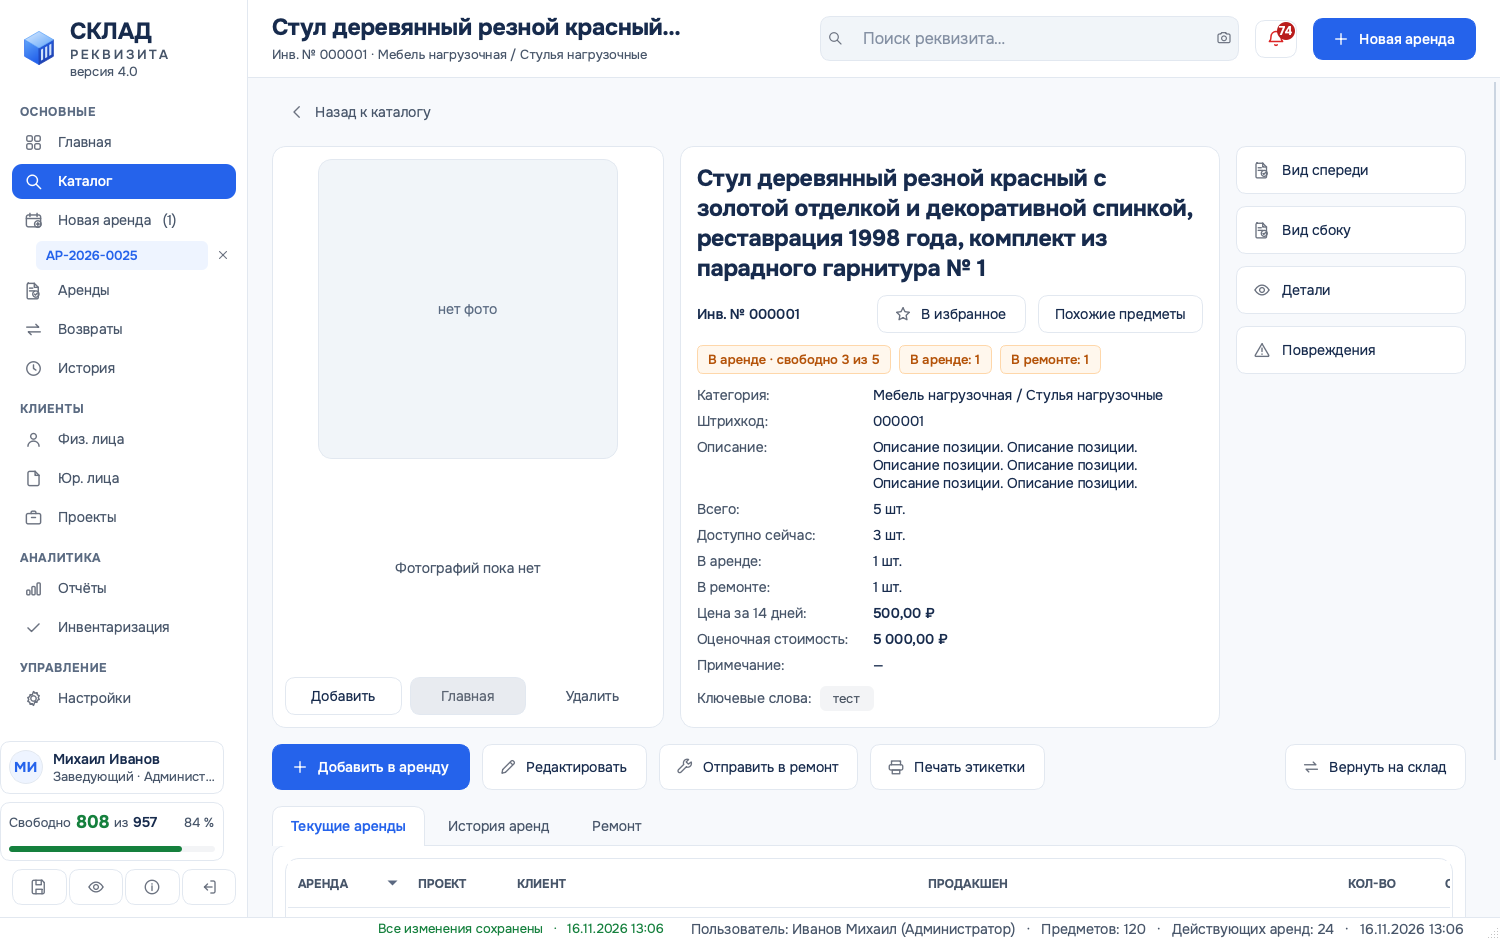 СКЛАД
РЕКВИЗИТА
версия 4.0
ОСНОВНЫЕ
Главная
Каталог
Новая аренда (1)
АР-2026-0025
Аренды
Возвраты
История
КЛИЕНТЫ
Физ. лица
Юр. лица
Проекты
АНАЛИТИКА
Отчёты
Инвентаризация
УПРАВЛЕНИЕ
Настройки
МИ
Михаил Иванов
Заведующий · Админист...
Свободно 808 из 957 84 %
Стул деревянный резной красный...
Инв. № 000001 · Мебель нагрузочная / Стулья нагрузочные
Поиск реквизита...
74
Новая аренда
Назад к каталогу
нет фото
Фотографий пока нет
Добавить Главная Удалить
Стул деревянный резной красный с
золотой отделкой и декоративной спинкой,
реставрация 1998 года, комплект из
парадного гарнитура № 1
Инв. № 000001 В избранное Похожие предметы
В аренде · свободно 3 из 5 В аренде: 1 В ремонте: 1
Категория: Мебель нагрузочная / Стулья нагрузочные
Штрихкод: 000001
Описание: Описание позиции. Описание позиции.
Описание позиции. Описание позиции.
Описание позиции. Описание позиции.
Всего: 5 шт.
Доступно сейчас: 3 шт.
В аренде: 1 шт.
В ремонте: 1 шт.
Цена за 14 дней: 500,00 ₽
Оценочная стоимость: 5 000,00 ₽
Примечание: —
Ключевые слова: тест
Вид спереди
Вид сбоку
Детали
Повреждения
Добавить в аренду Редактировать Отправить в ремонт Печать этикетки Вернуть на склад
Текущие аренды История аренд Ремонт
АРЕНДА ПРОЕКТ КЛИЕНТ ПРОДАКШЕН КОЛ-ВО
Все изменения сохранены · 16.11.2026 13:06 Пользователь: Иванов Михаил (Администратор) · Предметов: 120 · Действующих аренд: 24 · 16.11.2026 13:06